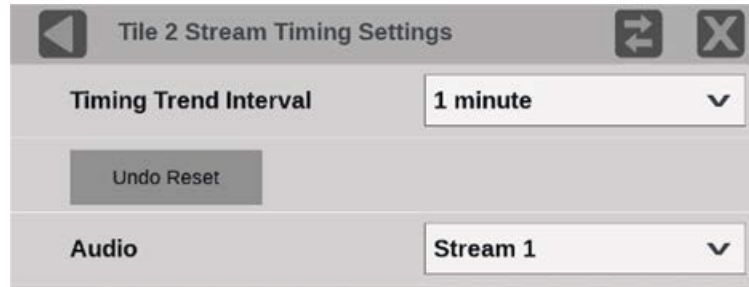 Tile 2 Stream Timing Settings
Timing Trend Interval 1 minute
Undo Reset
Audio Stream 1